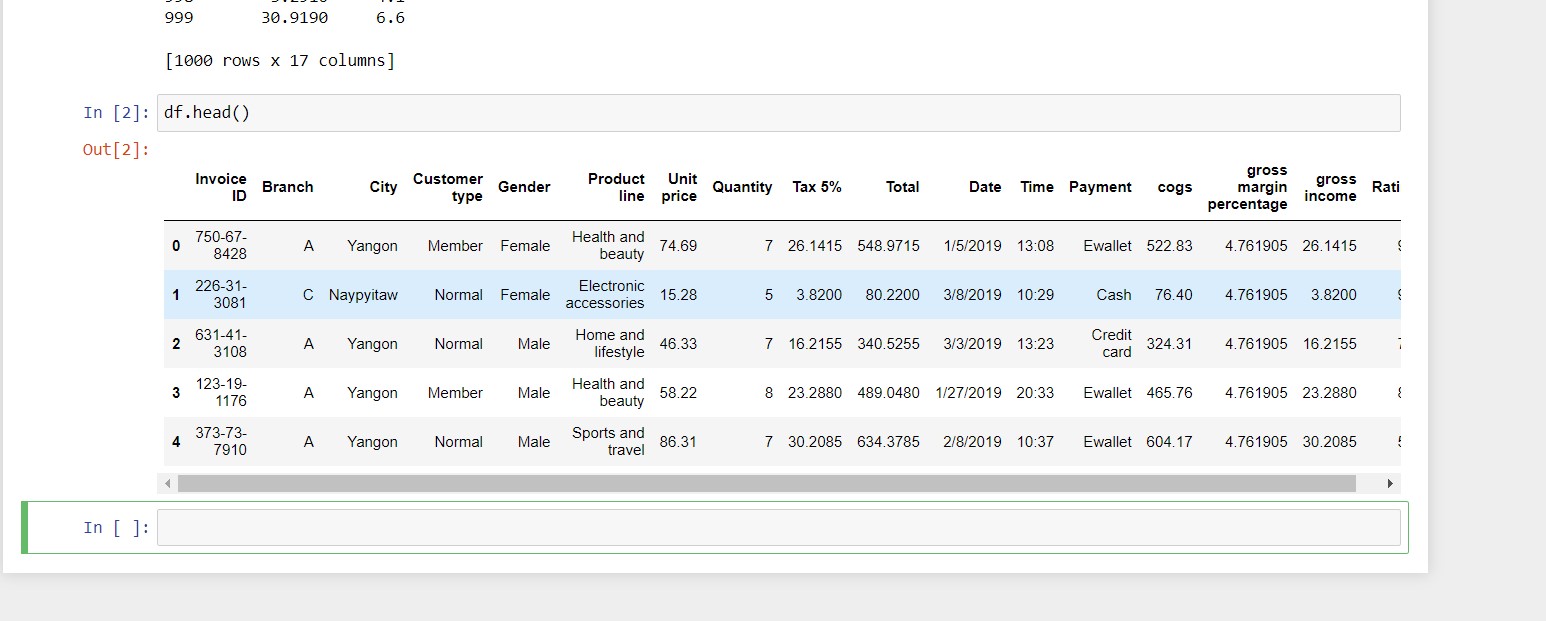 999 30.9190 6.6
[1000 rows x 17 columns]
In [2]: df.head()
Out[2]:
Invoice ID Branch City Customer type Gender Product line Unit price Quantity Tax 5% Total Date Time Payment cogs gross margin percentage gross income
0 750-67-8428 A Yangon Member Female Health and beauty 74.69 7 26.1415 548.9715 1/5/2019 13:08 Ewallet 522.83 4.761905 26.1415
1 226-31-3081 C Naypyitaw Normal Female Electronic accessories 15.28 5 3.8200 80.2200 3/8/2019 10:29 Cash 76.40 4.761905 3.8200
2 631-41-3108 A Yangon Normal Male Home and lifestyle 46.33 7 16.2155 340.5255 3/3/2019 13:23 Credit card 324.31 4.761905 16.2155
3 123-19-1176 A Yangon Member Male Health and beauty 58.22 8 23.2880 489.0480 1/27/2019 20:33 Ewallet 465.76 4.761905 23.2880
4 373-73-7910 A Yangon Normal Male Sports and travel 86.31 7 30.2085 634.3785 2/8/2019 10:37 Ewallet 604.17 4.761905 30.2085
In [ ]: